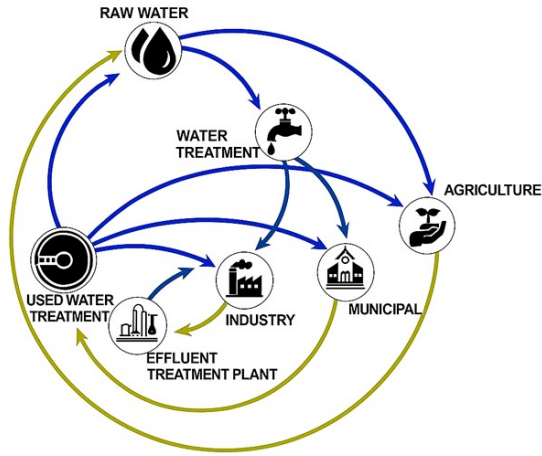 RAW WATER
WATER
TREATMENT
AGRICULTURE
USED WATER
TREATMENT
INDUSTRY
MUNICIPAL
EFFLUENT
TREATMENT PLANT